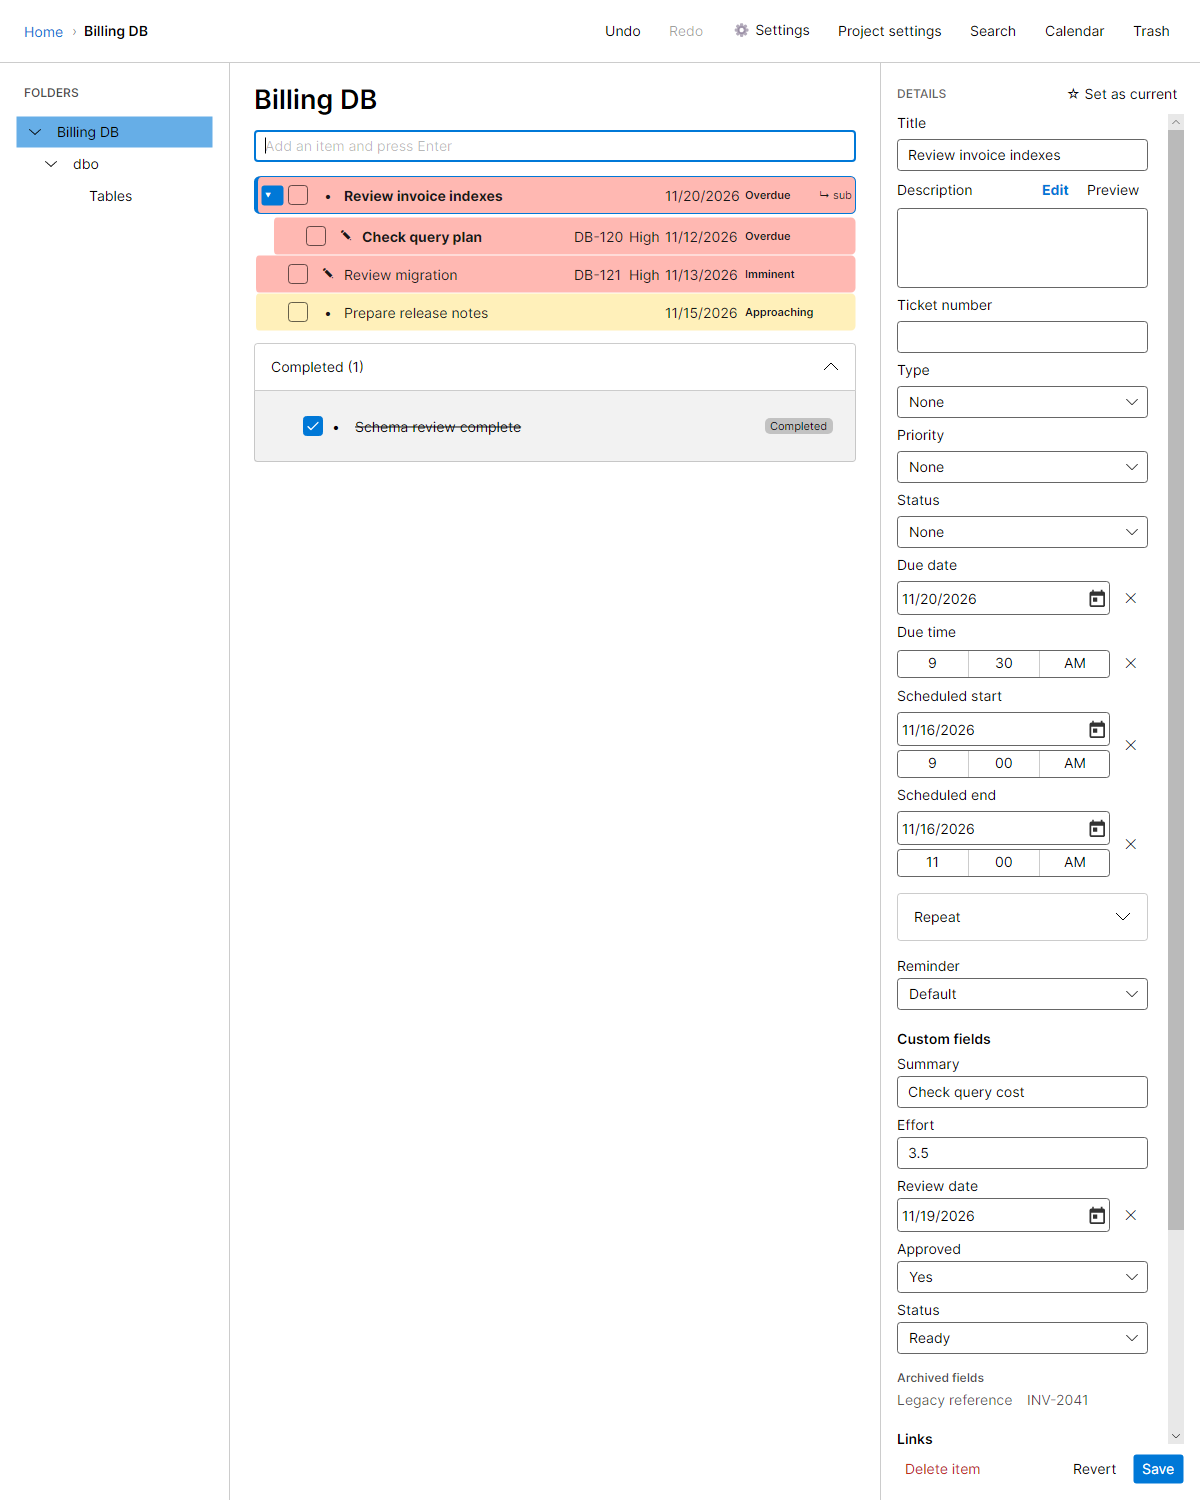 Home › Billing DB
Undo Redo Settings Project settings Search Calendar Trash
FOLDERS
Billing DB
dbo
Tables
Billing DB
Add an item and press Enter
Review invoice indexes 11/20/2026 Overdue ↪ sub
Check query plan DB-120 High 11/12/2026 Overdue
Review migration DB-121 High 11/13/2026 Imminent
Prepare release notes 11/15/2026 Approaching
Completed (1)
Schema review complete Completed
DETAILS ☆ Set as current
Title
Review invoice indexes
Description Edit Preview
Ticket number
Type
None
Priority
None
Status
None
Due date
11/20/2026
Due time
9 30 AM
Scheduled start
11/16/2026
9 00 AM
Scheduled end
11/16/2026
11 00 AM
Repeat
Reminder
Default
Custom fields
Summary
Check query cost
Effort
3.5
Review date
11/19/2026
Approved
Yes
Status
Ready
Archived fields
Legacy reference INV-2041
Links
Delete item Revert Save